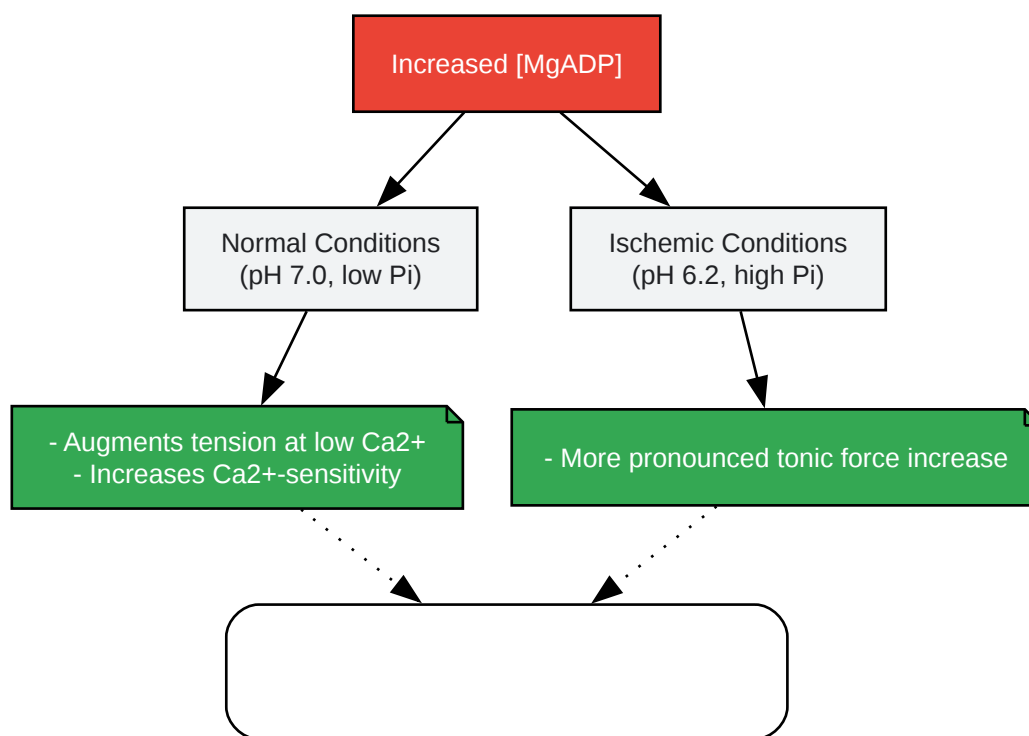 Increased [MgADP]
Normal Conditions
(pH 7.0, low Pi)
Ischemic Conditions
(pH 6.2, high Pi)
- Augments tension at low Ca2+
- Increases Ca2+-sensitivity
- More pronounced tonic force increase